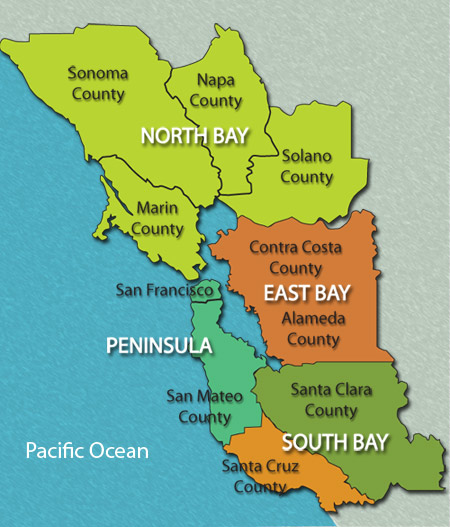 Sonoma
County
Napa
County
NORTH BAY
Solano
County
Marin
County
Contra Costa
County
San Francisco
EAST BAY
Alameda
County
PENINSULA
San Mateo
County
Santa Clara
County
SOUTH BAY
Pacific Ocean
Santa Cruz
County